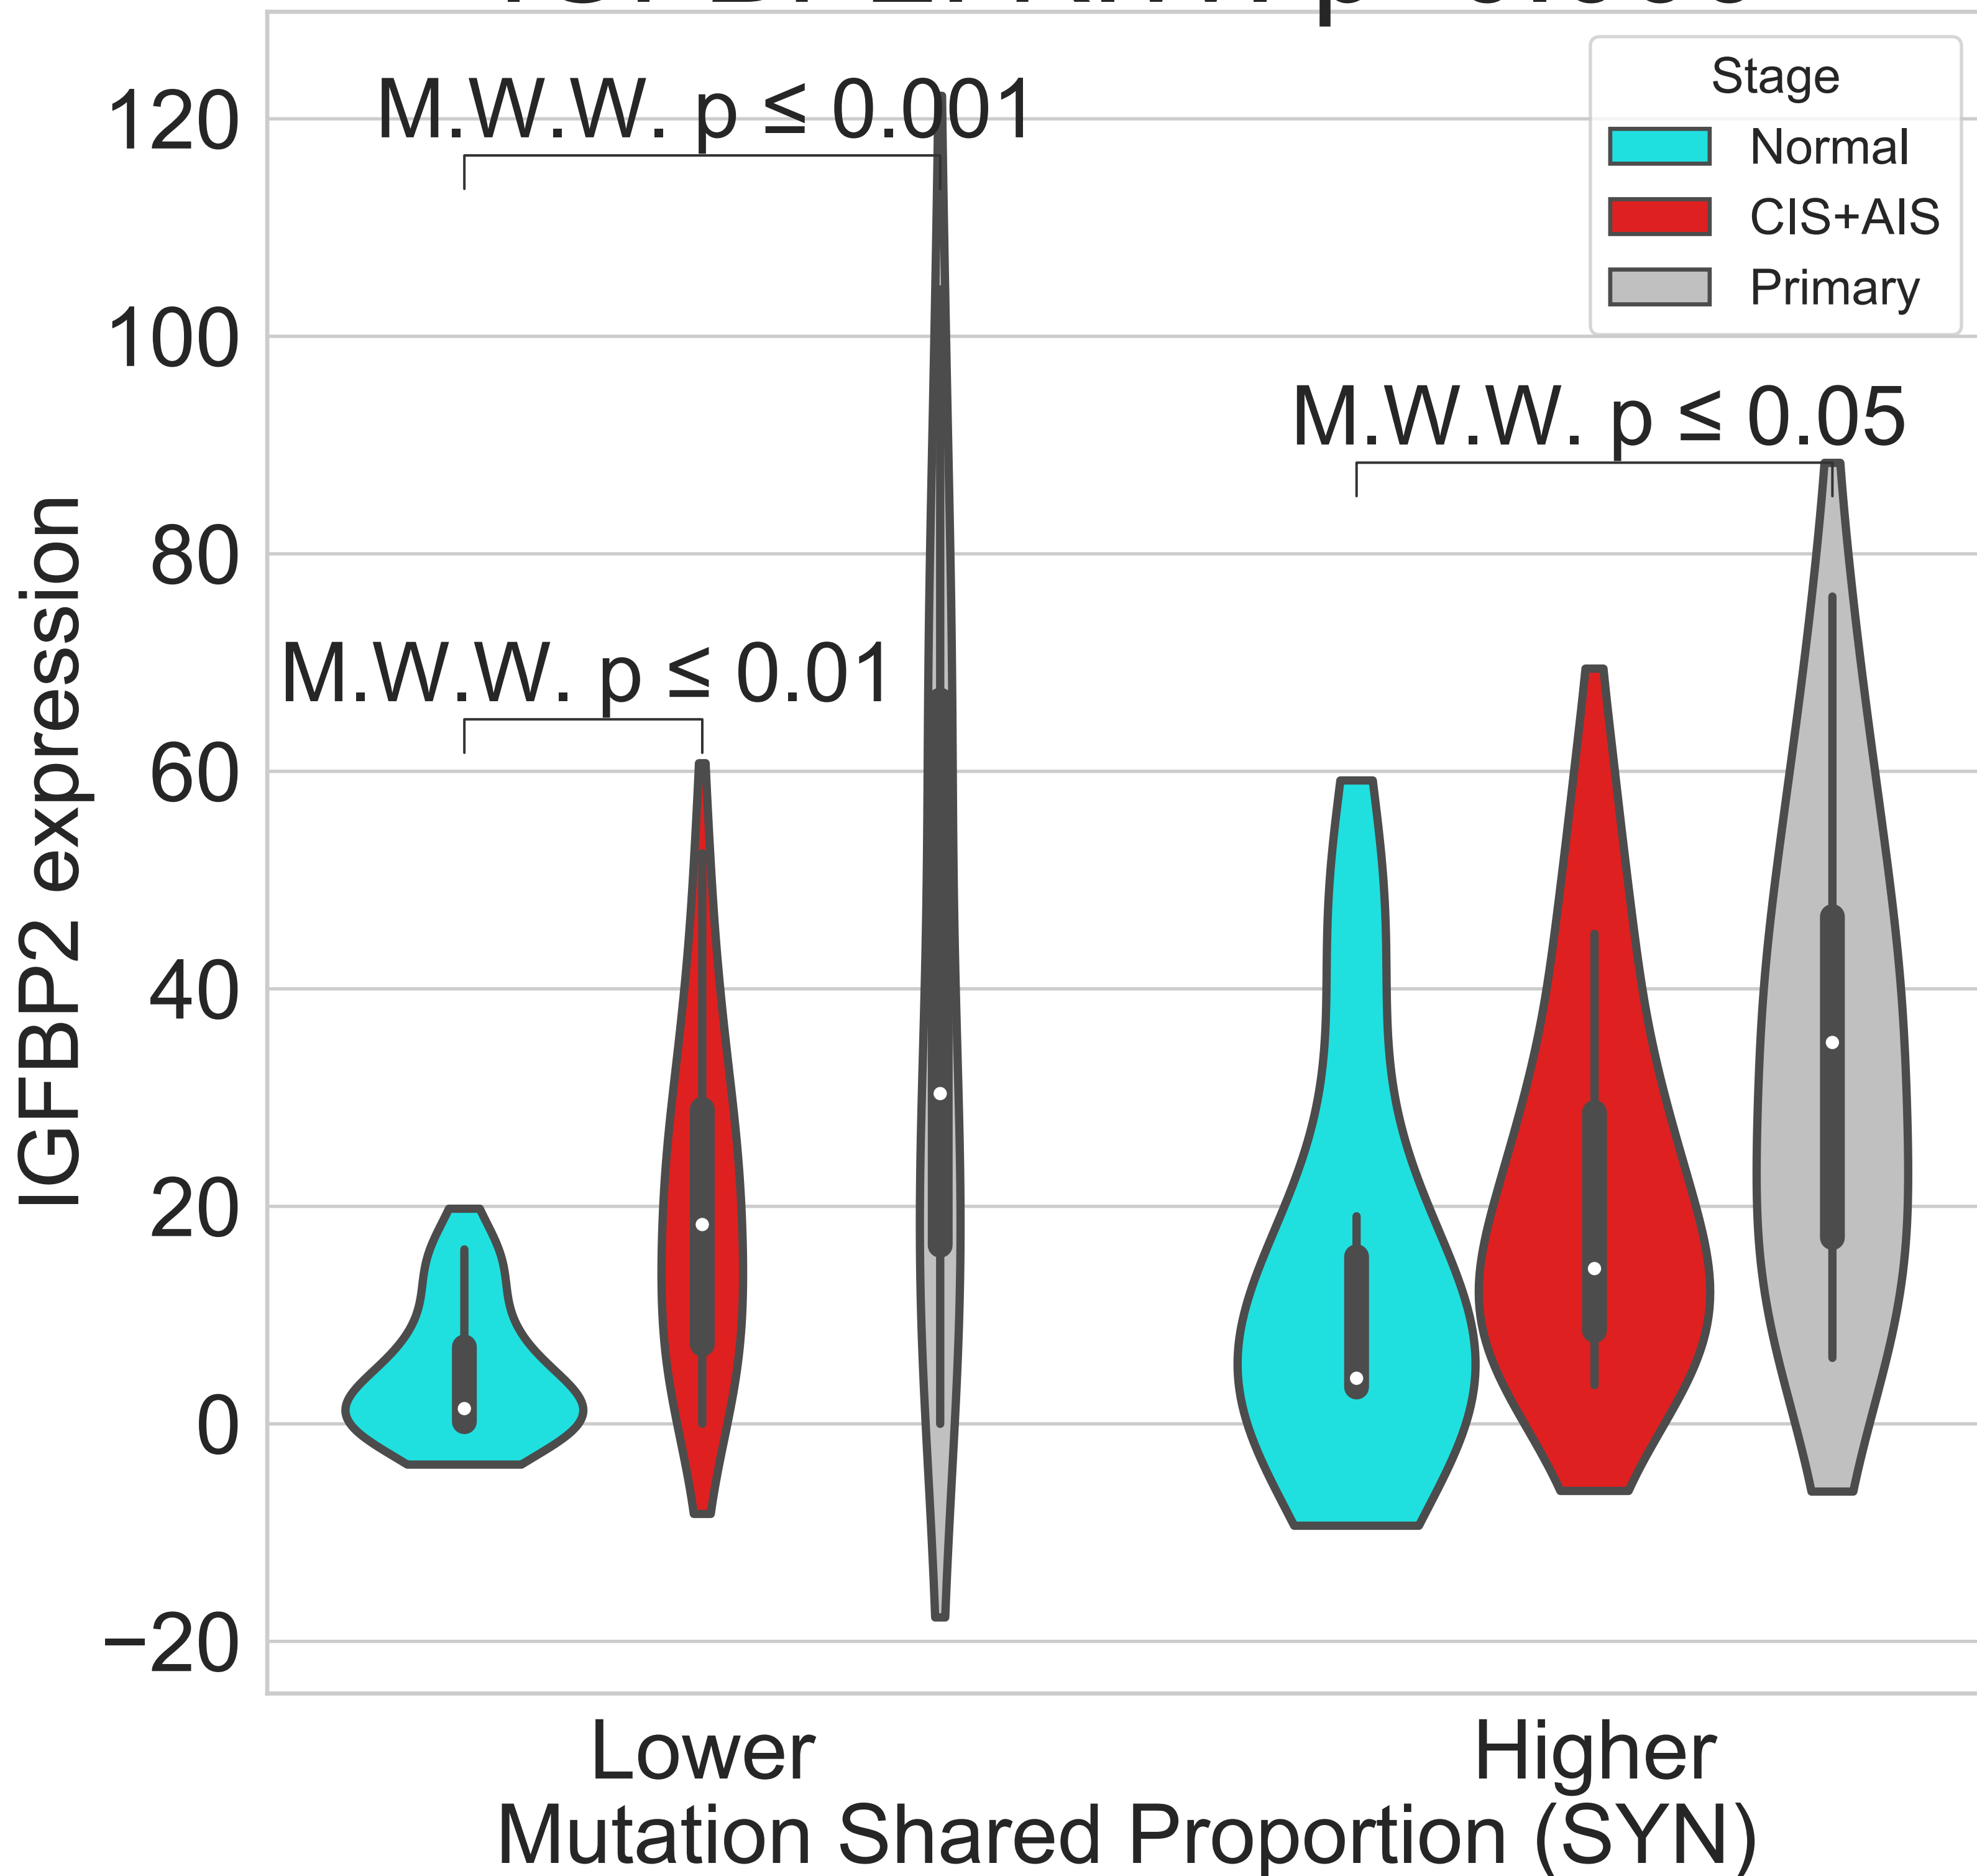 Stage
Normal
CIS+AIS
Primary
M.W.W. p ≤ 0.001
M.W.W. p ≤ 0.05
M.W.W. p ≤ 0.01
120
100
80
60
40
20
0
−20
IGFBP2 expression
Lower
Higher
Mutation Shared Proportion (SYN)